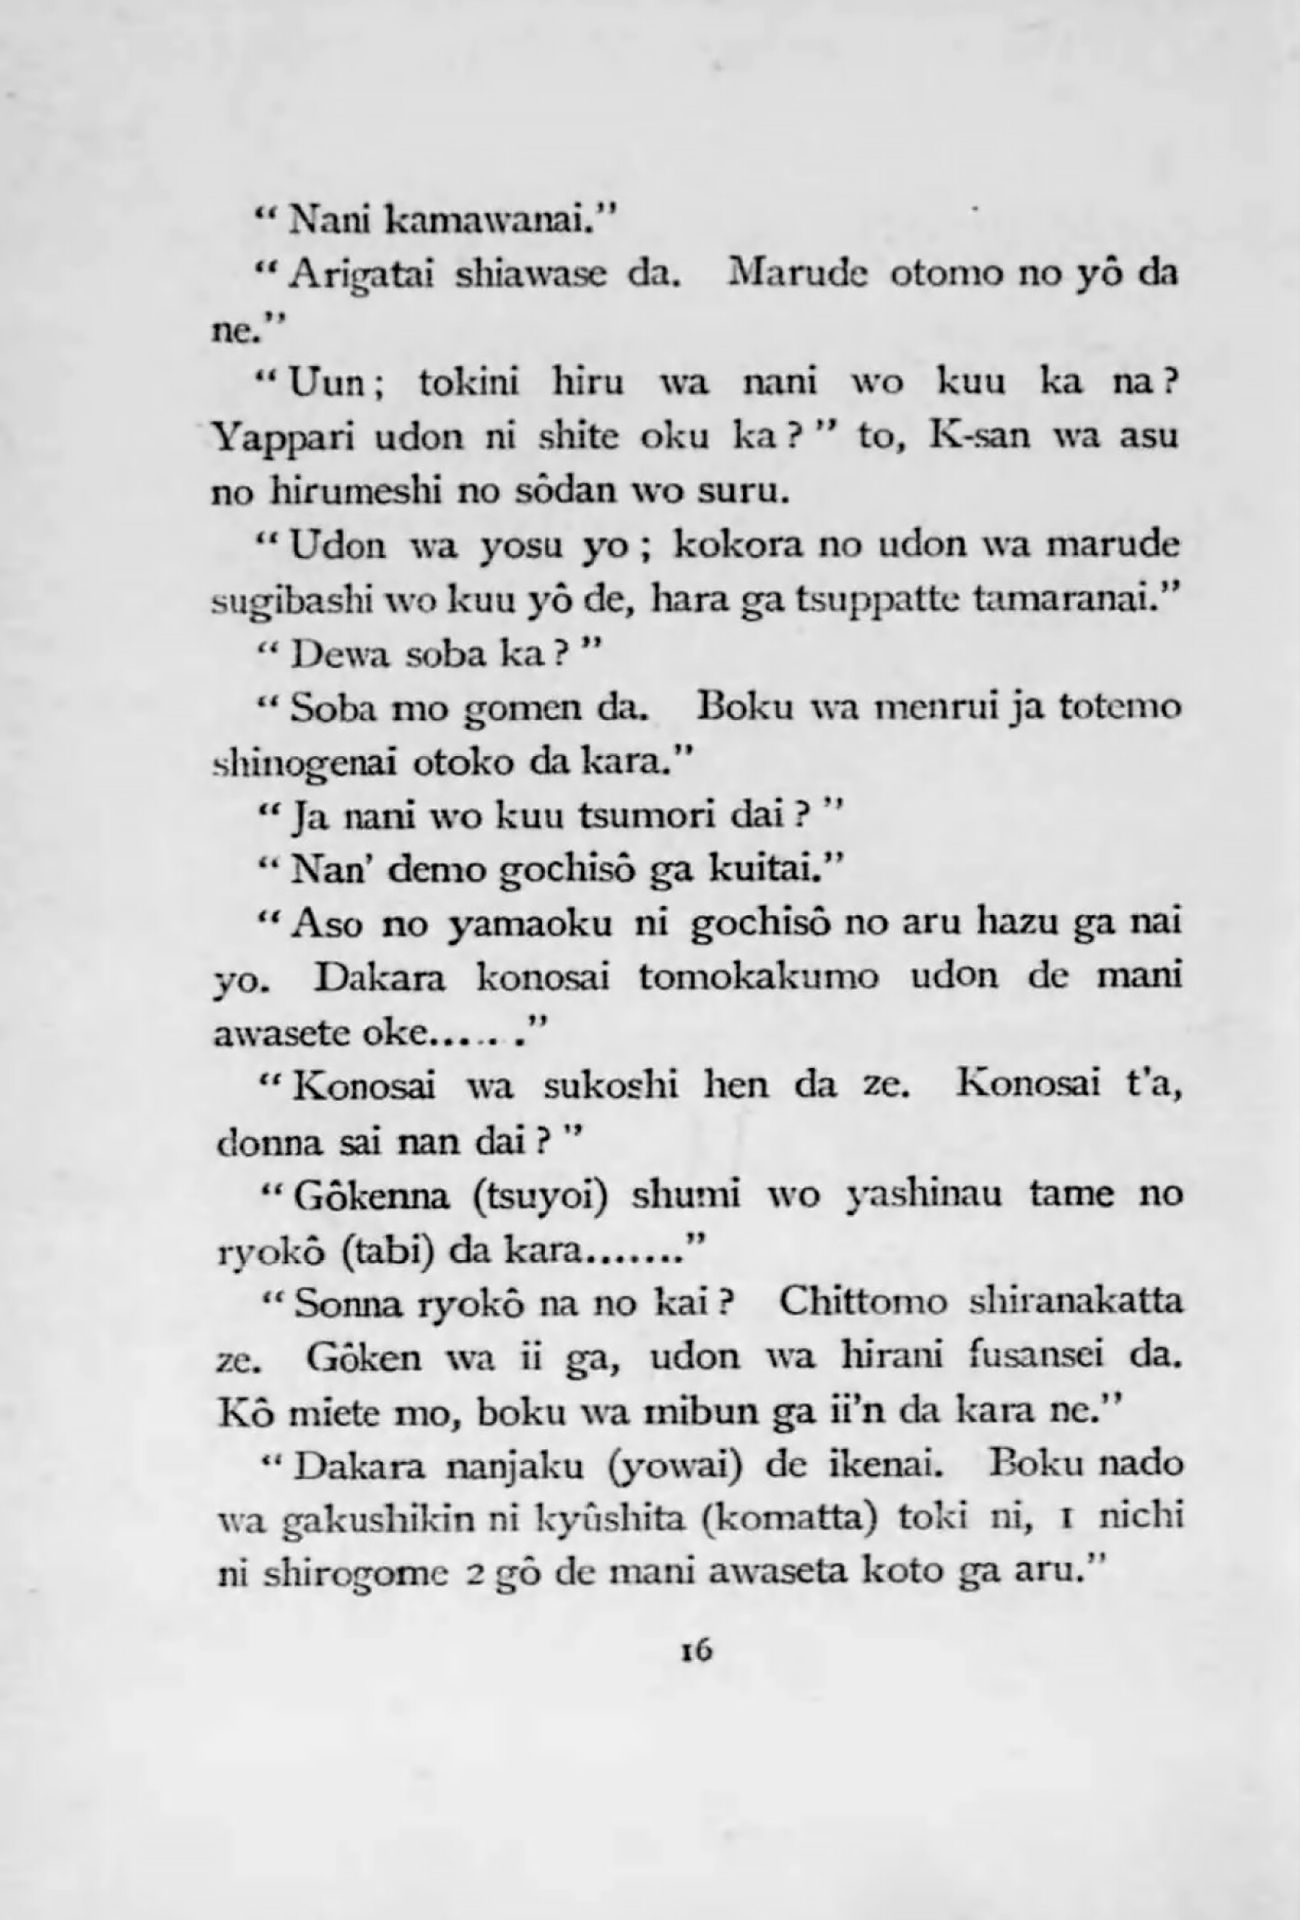 “ Nani kamawanai.”
“ Arigatai shiawase da. Marude otomo no yô da
ne.”
“ Uun ; tokini hiru wa nani wo kuu ka na ?
Yappari udon ni shite oku ka ? ” to, K-san wa asu
no hirumeshi no sôdan wo suru.
“ Udon wa yosu yo ; kokora no udon wa marude
sugibashi wo kuu yô de, hara ga tsuppatte tamaranai.”
“ Dewa soba ka ? ”
“ Soba mo gomen da. Boku wa menrui ja totemo
shinogenai otoko da kara.”
“ Ja nani wo kuu tsumori dai ? ”
“ Nan’ demo gochisô ga kuitai.”
“ Aso no yamaoku ni gochisô no aru hazu ga nai
yo. Dakara konosai tomokakumo udon de mani
awasete oke...... .”
“ Konosai wa sukoshi hen da ze. Konosai t’a,
donna sai nan dai ? ”
“ Gôkenna (tsuyoi) shumi wo yashinau tame no
ryokô (tabi) da kara.......”
“ Sonna ryokô na no kai ? Chittomo shiranakatta
ze. Gôken wa ii ga, udon wa hirani fusansei da.
Kô miete mo, boku wa mibun ga ii’n da kara ne.”
“ Dakara nanjaku (yowai) de ikenai. Boku nado
wa gakushikin ni kyûshita (komatta) toki ni, 1 nichi
ni shirogome 2 gô de mani awaseta koto ga aru.”
16